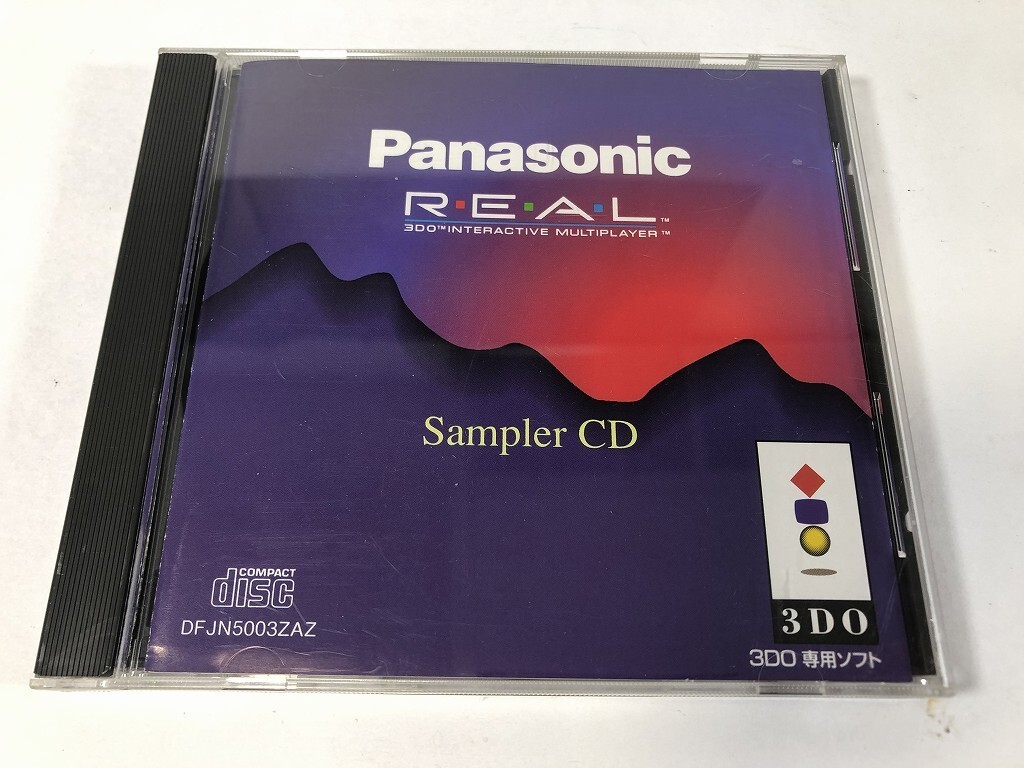 Panasonic
R·E·A·L™
3DO™ INTERACTIVE MULTIPLAYER™
Sampler CD
COMPACT
disc
DFJN5003ZAZ
3DO
3DO 専用ソフト